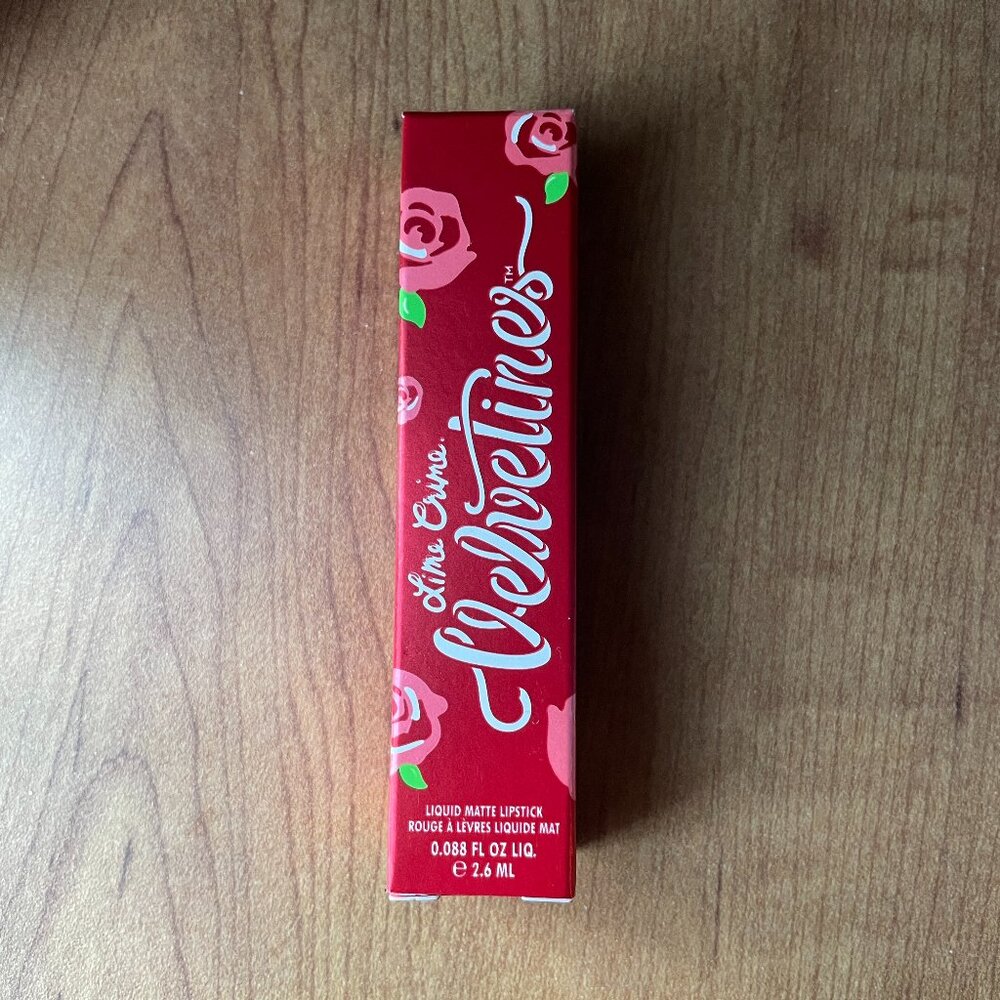 Lime Crime.
Velvetines™
LIQUID MATTE LIPSTICK
ROUGE À LÈVRES LIQUIDE MAT
0.088 FL OZ LIQ.
℮ 2.6 ML